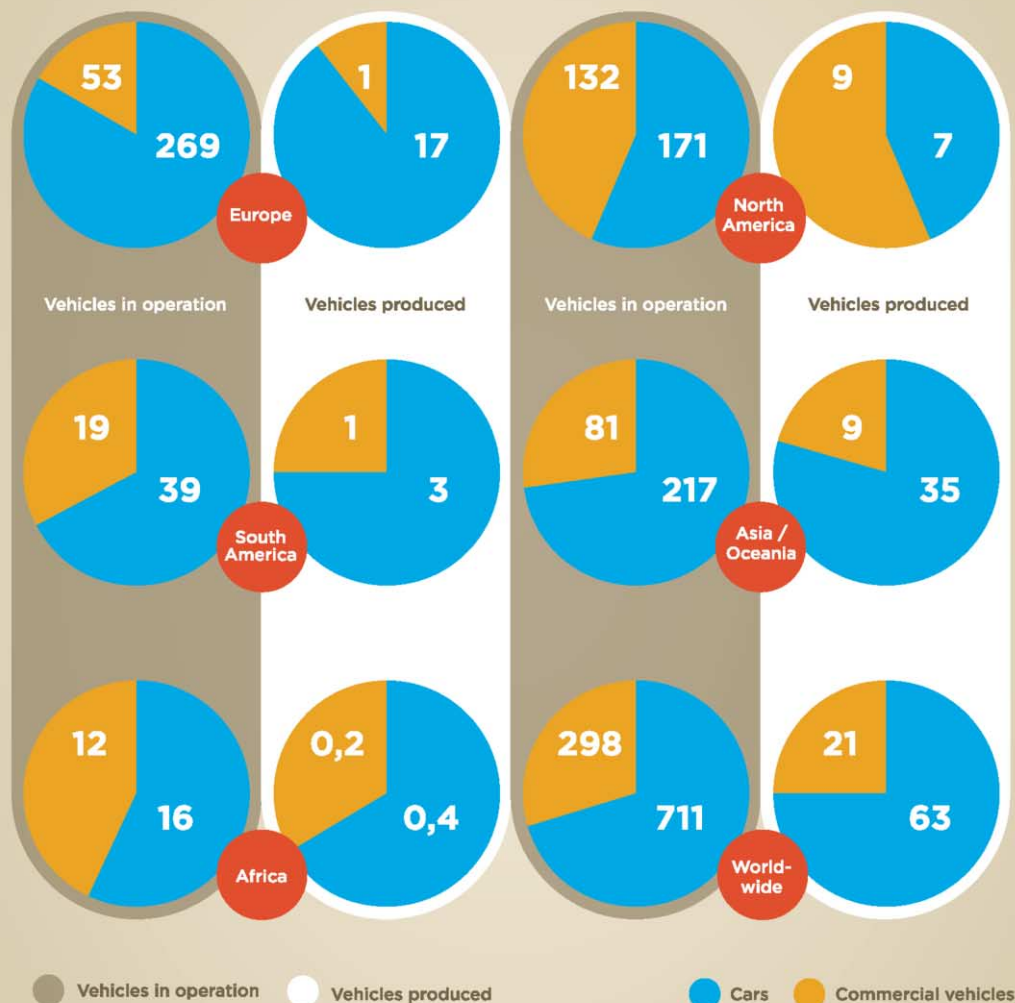 53
269
1
17
Europe
132
171
9
7
North
America
Vehicles in operation
Vehicles produced
Vehicles in operation
Vehicles produced
19
39
1
3
South
America
81
217
9
35
Asia /
Oceania
12
16
0,2
0,4
Africa
298
711
21
63
World-
wide
Vehicles in operation
Vehicles produced
Cars
Commercial vehicles